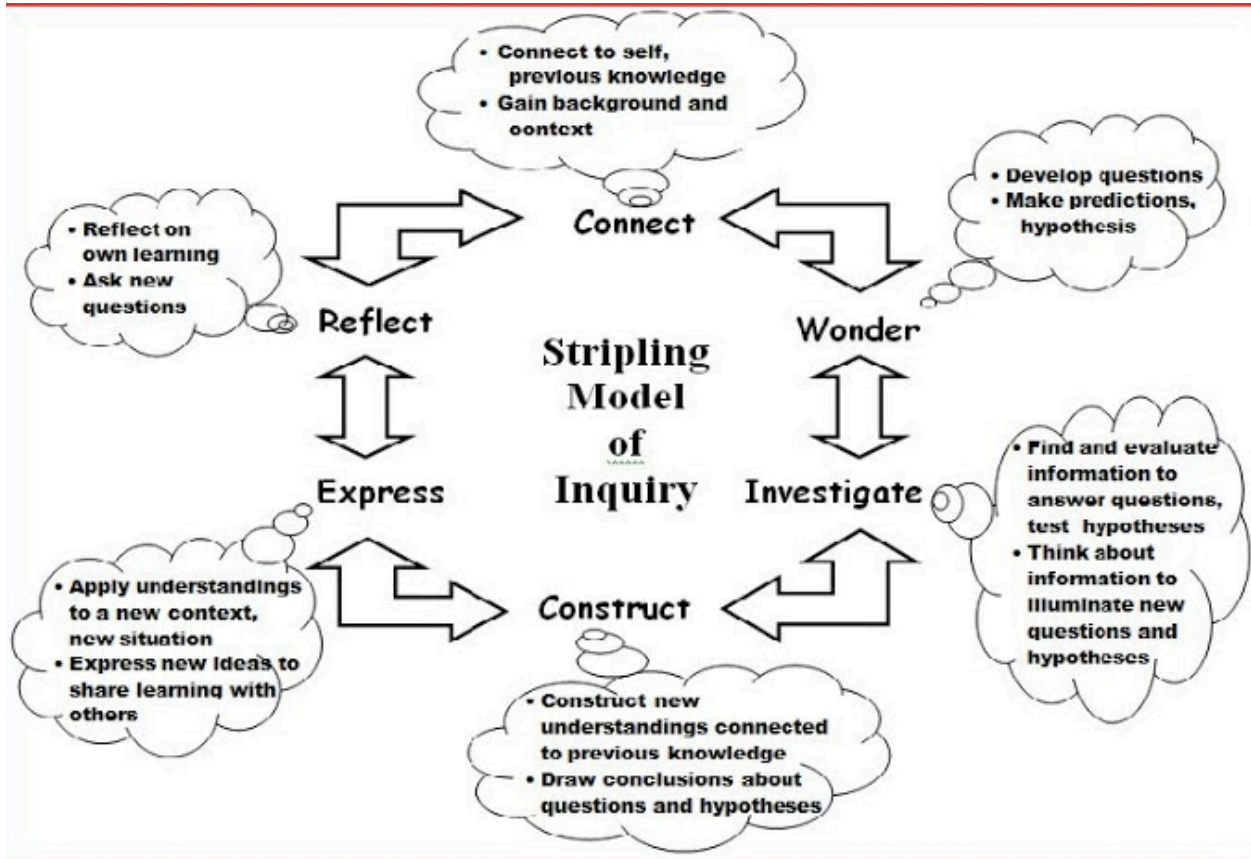 • Connect to self,
previous knowledge
• Gain background and
context
Connect
• Develop questions
• Make predictions,
hypothesis
Wonder
• Find and evaluate
information to
answer questions,
test hypotheses
• Think about
information to
illuminate new
questions and
hypotheses
Investigate
• Construct new
understandings connected
to previous knowledge
• Draw conclusions about
questions and hypotheses
Construct
• Apply understandings
to a new context,
new situation
• Express new ideas to
share learning with
others
Express
• Reflect on
own learning
• Ask new
questions
Reflect
Stripling
Model
of
Inquiry